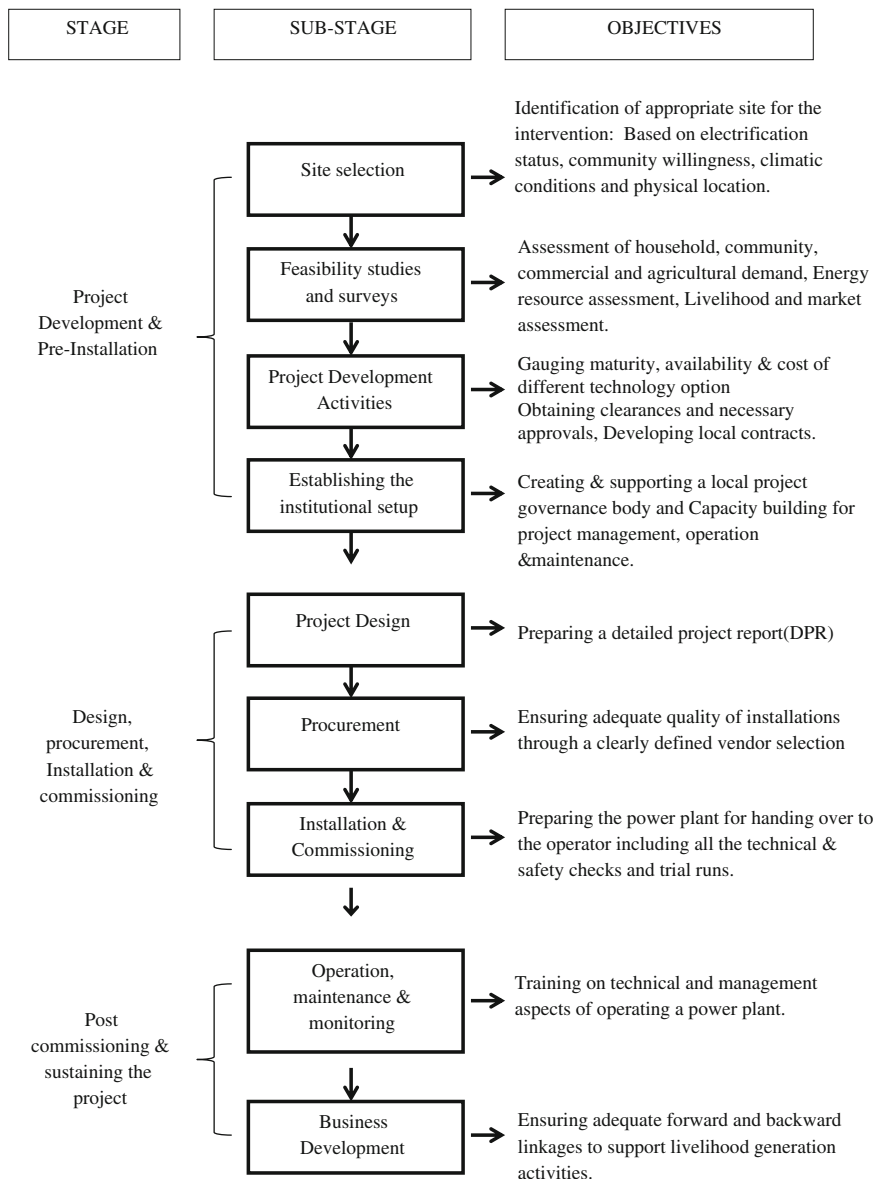 STAGE
SUB-STAGE
OBJECTIVES
Project
Development &
Pre-Installation
Site selection
Identification of appropriate site for the
intervention: Based on electrification
status, community willingness, climatic
conditions and physical location.
Feasibility studies
and surveys
Assessment of household, community,
commercial and agricultural demand, Energy
resource assessment, Livelihood and market
assessment.
Project Development
Activities
Gauging maturity, availability & cost of
different technology option
Obtaining clearances and necessary
approvals, Developing local contracts.
Establishing the
institutional setup
Creating & supporting a local project
governance body and Capacity building for
project management, operation
&maintenance.
Design,
procurement,
Installation &
commissioning
Project Design
Preparing a detailed project report(DPR)
Procurement
Ensuring adequate quality of installations
through a clearly defined vendor selection
Installation &
Commissioning
Preparing the power plant for handing over to
the operator including all the technical &
safety checks and trial runs.
Post
commissioning &
sustaining the
project
Operation,
maintenance &
monitoring
Training on technical and management
aspects of operating a power plant.
Business
Development
Ensuring adequate forward and backward
linkages to support livelihood generation
activities.